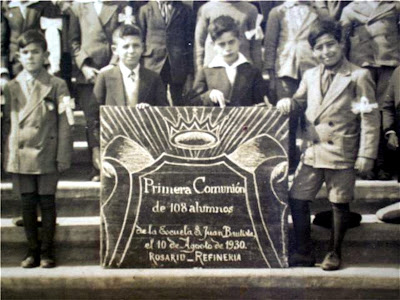 Primera Comunión
de 108 alumnos
de la Escuela S. Juan Bautista
el 10 de Agosto de 1930.
ROSARIO - REFINERIA